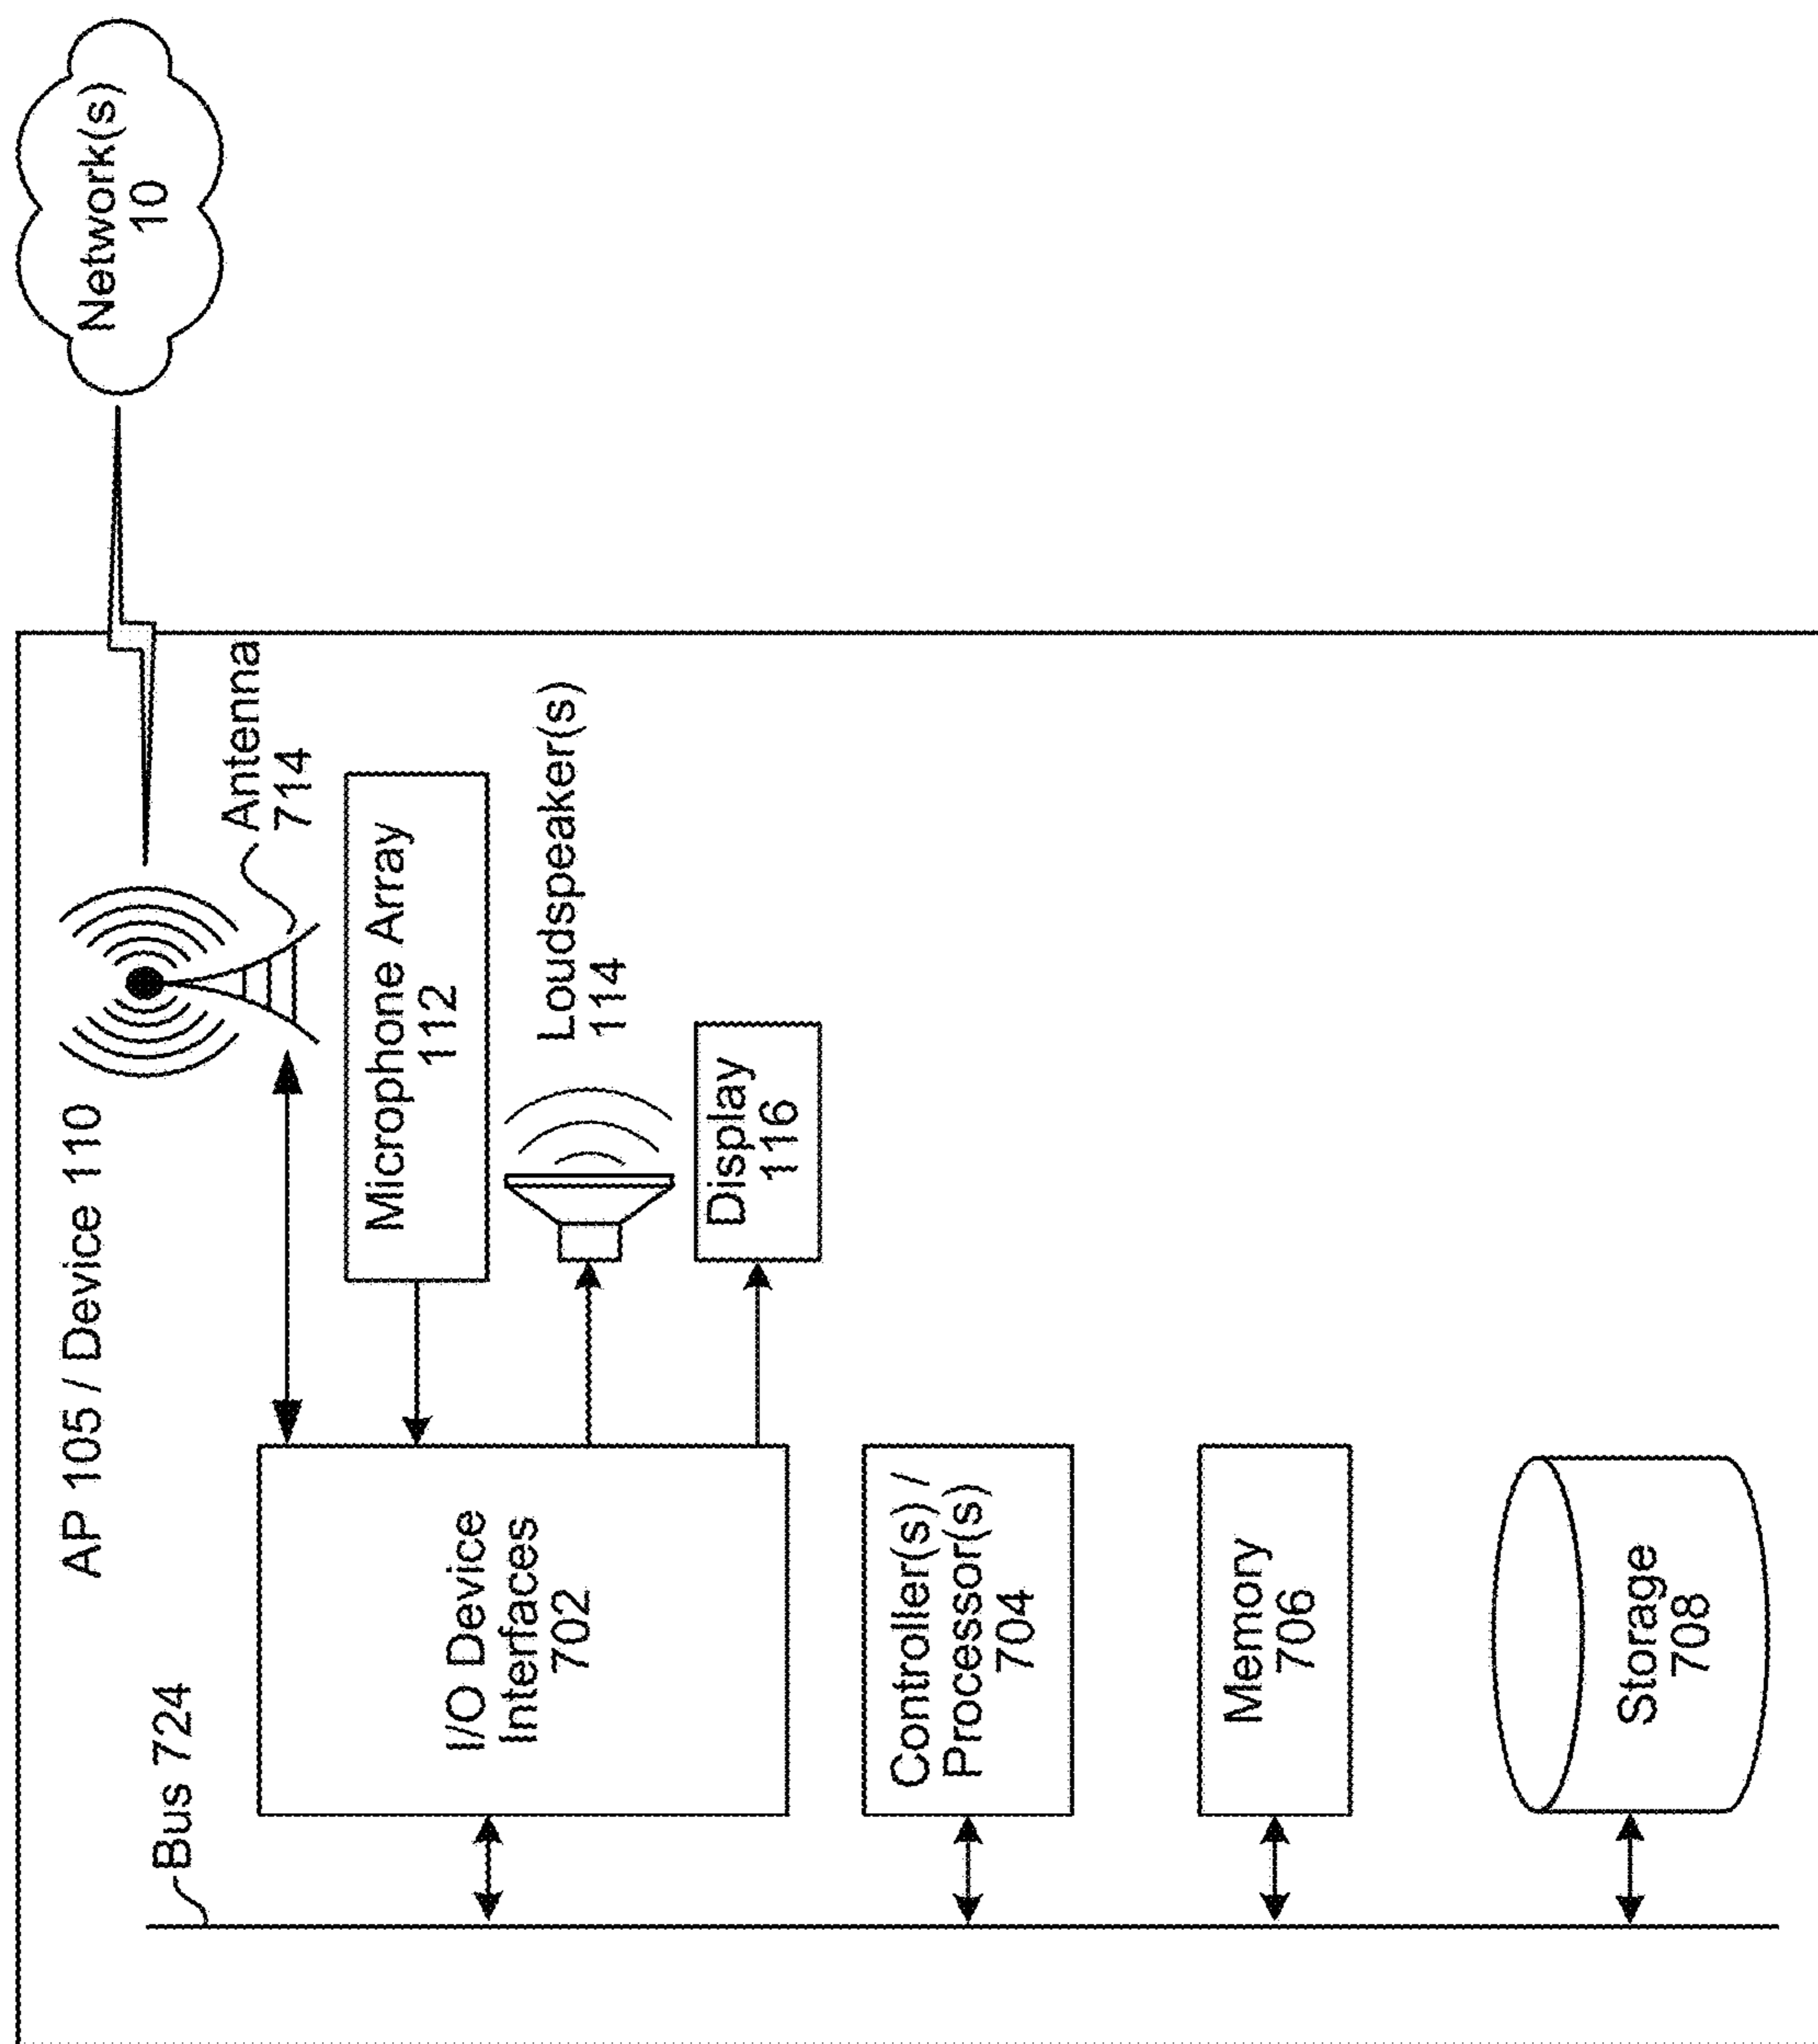 AP 105 / Device 110
Network(s)
10
Bus 724
Antenna
714
I/O Device
Interfaces
702
Microphone Array
112
Loudspeaker(s)
114
Display
116
Controller(s) /
Processor(s)
704
Memory
706
Storage
708